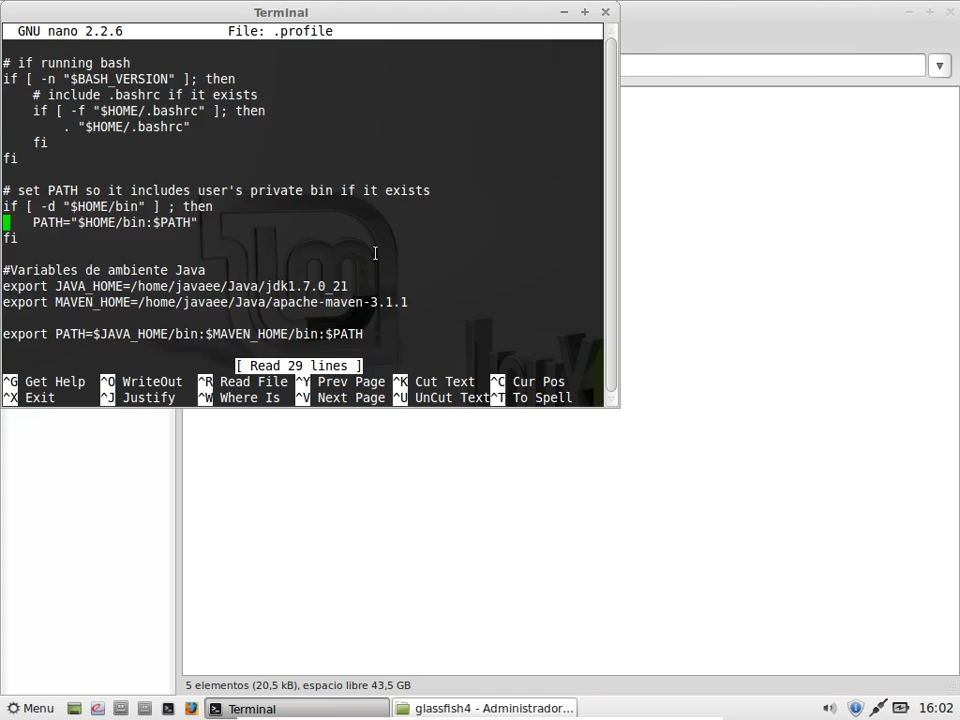 Terminal
GNU nano 2.2.6 File: .profile
# if running bash
if [ -n "$BASH_VERSION" ]; then
# include .bashrc if it exists
if [ -f "$HOME/.bashrc" ]; then
. "$HOME/.bashrc"
fi
fi
# set PATH so it includes user's private bin if it exists
if [ -d "$HOME/bin" ] ; then
PATH="$HOME/bin:$PATH"
fi
#Variables de ambiente Java
export JAVA_HOME=/home/javaee/Java/jdk1.7.0_21
export MAVEN_HOME=/home/javaee/Java/apache-maven-3.1.1
export PATH=$JAVA_HOME/bin:$MAVEN_HOME/bin:$PATH
[ Read 29 lines ]
^G Get Help ^O WriteOut ^R Read File ^Y Prev Page ^K Cut Text ^C Cur Pos
^X Exit ^J Justify ^W Where Is ^V Next Page ^U UnCut Text ^T To Spell
5 elementos (20,5 kB), espacio libre 43,5 GB
Menu Terminal glassfish4 - Administrador... 16:02